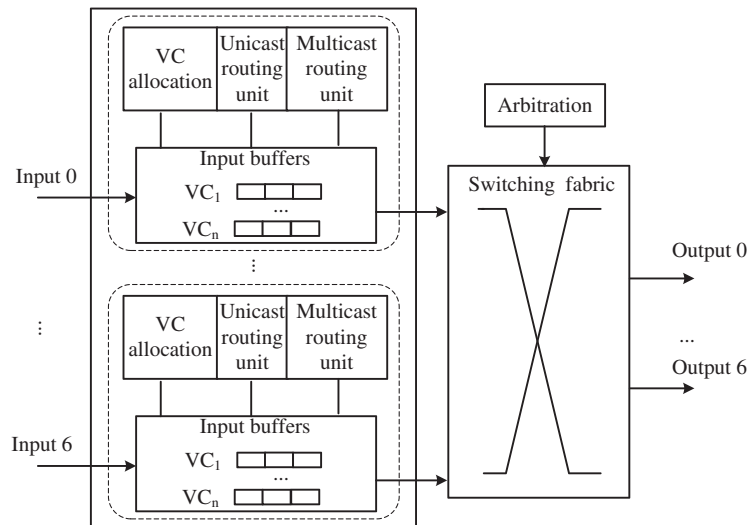 VC
allocation
Unicast
routing
unit
Multicast
routing
unit
Input buffers
VC1
...
VCn
Input 0
...
...
VC
allocation
Unicast
routing
unit
Multicast
routing
unit
Input buffers
VC1
...
VCn
Input 6
Arbitration
Switching fabric
Output 0
...
Output 6